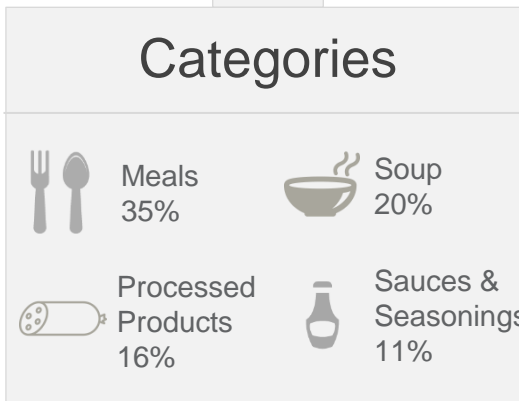 Categories
Meals
35%
Soup
20%
Processed
Products
16%
Sauces &
Seasonings
11%